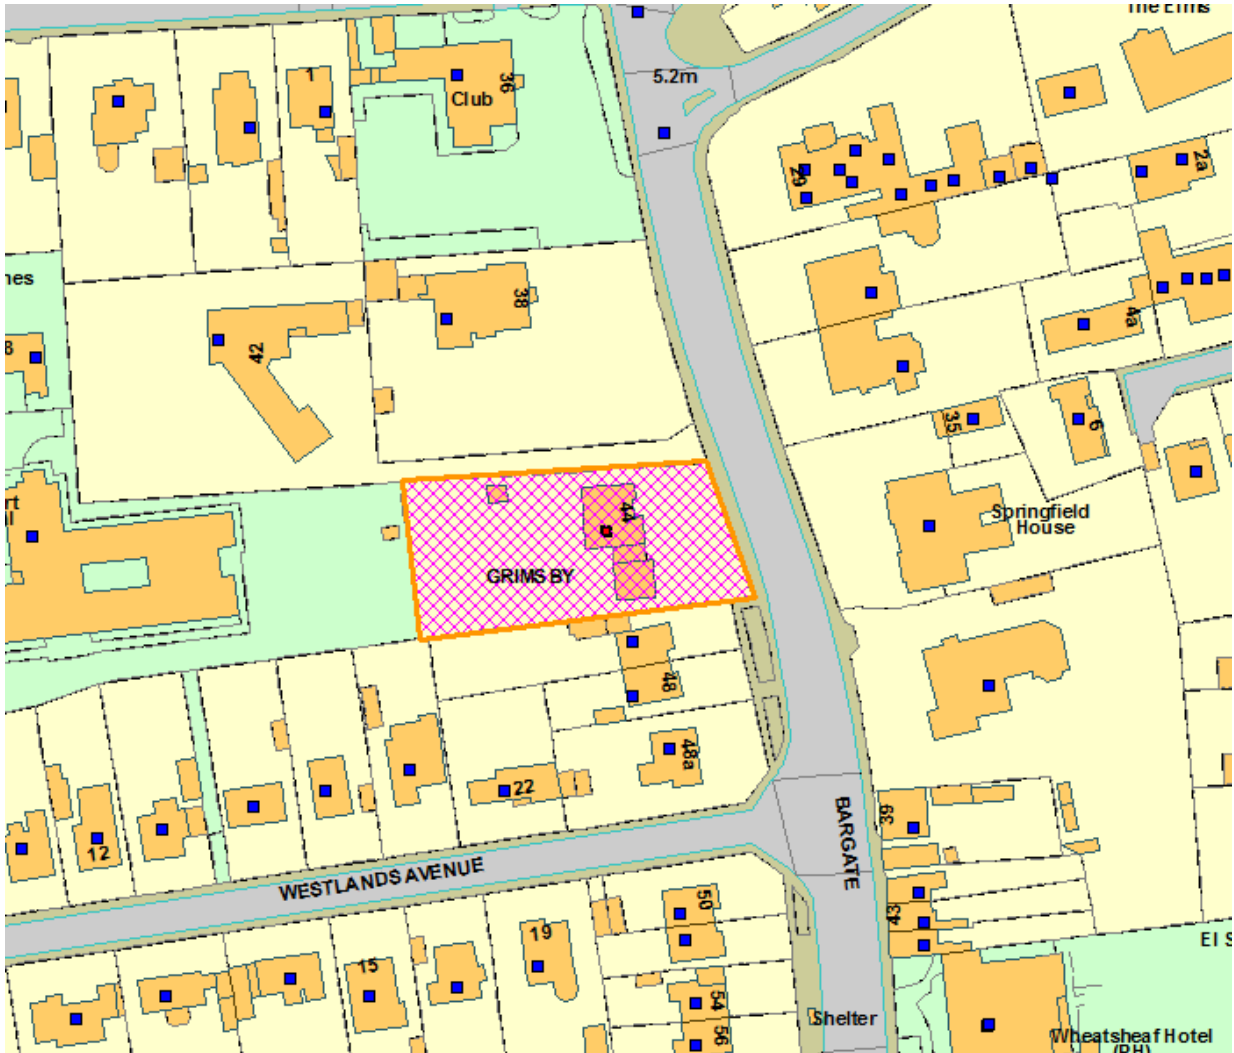 The Elms
5.2m
1
36
Club
29
2a
38
42
4a
35
6
44
Springfield
House
GRIMSBY
48
48a
22
12
39
BARGATE
WESTLANDS AVENUE
43
50
19
15
54
56
Shelter
Wheatsheaf Hotel
(PH)